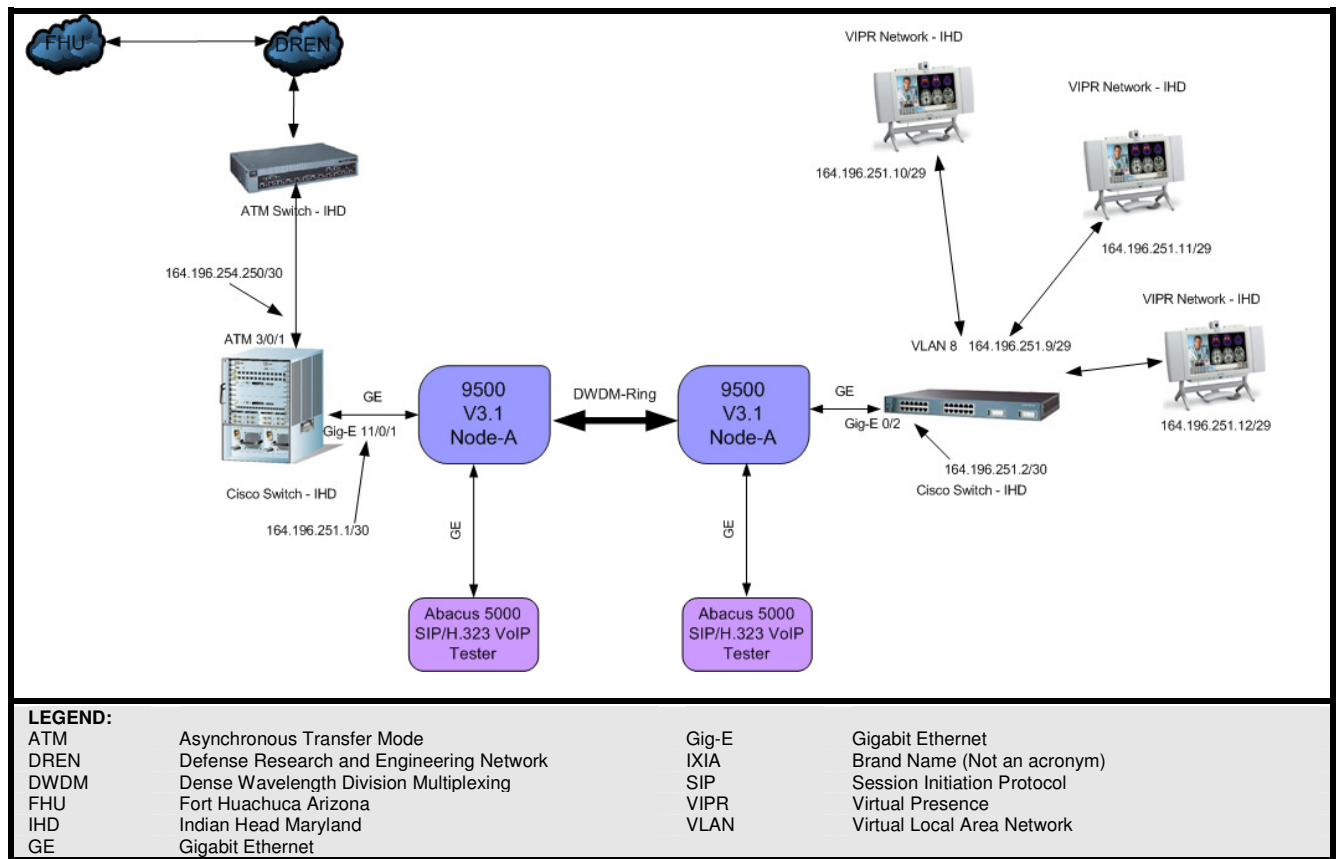 FHU
DREN
VIPR Network - IHD
VIPR Network - IHD
164.196.251.10/29
ATM Switch - IHD
164.196.251.11/29
164.196.254.250/30
VIPR Network - IHD
ATM 3/0/1
VLAN 8
164.196.251.9/29
GE
9500
V3.1
Node-A
DWDM-Ring
9500
V3.1
Node-A
GE
Gig-E 11/0/1
Gig-E 0/2
164.196.251.12/29
164.196.251.2/30
Cisco Switch - IHD
Cisco Switch - IHD
164.196.251.1/30
GE
GE
Abacus 5000
SIP/H.323 VoIP
Tester
Abacus 5000
SIP/H.323 VoIP
Tester
LEGEND:
ATM Asynchronous Transfer Mode
DREN Defense Research and Engineering Network
DWDM Dense Wavelength Division Multiplexing
FHU Fort Huachuca Arizona
IHD Indian Head Maryland
GE Gigabit Ethernet
Gig-E Gigabit Ethernet
IXIA Brand Name (Not an acronym)
SIP Session Initiation Protocol
VIPR Virtual Presence
VLAN Virtual Local Area Network